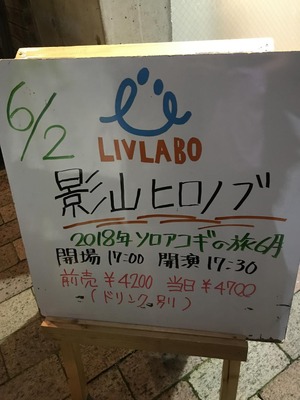 6/2
LIVLABO
影山ヒロノブ
2018年ソロアコギの旅6月
開場 17:00 開演 17:30
前売 ¥4200 当日 ¥4700
(ドリンク別)